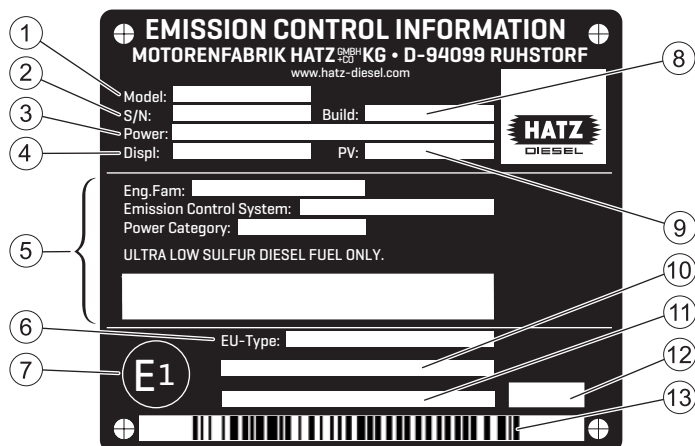 EMISSION CONTROL INFORMATION
MOTORENFABRIK HATZ GMBH +CO KG • D-94099 RUHSTORF
www.hatz-diesel.com
1
Model:
2
S/N:
Build:
8
3
Power:
4
Displ:
PV:
9
HATZ
DIESEL
5
Eng.Fam:
Emission Control System:
Power Category:
ULTRA LOW SULFUR DIESEL FUEL ONLY.
10
11
6
EU-Type:
7
E1
12
13